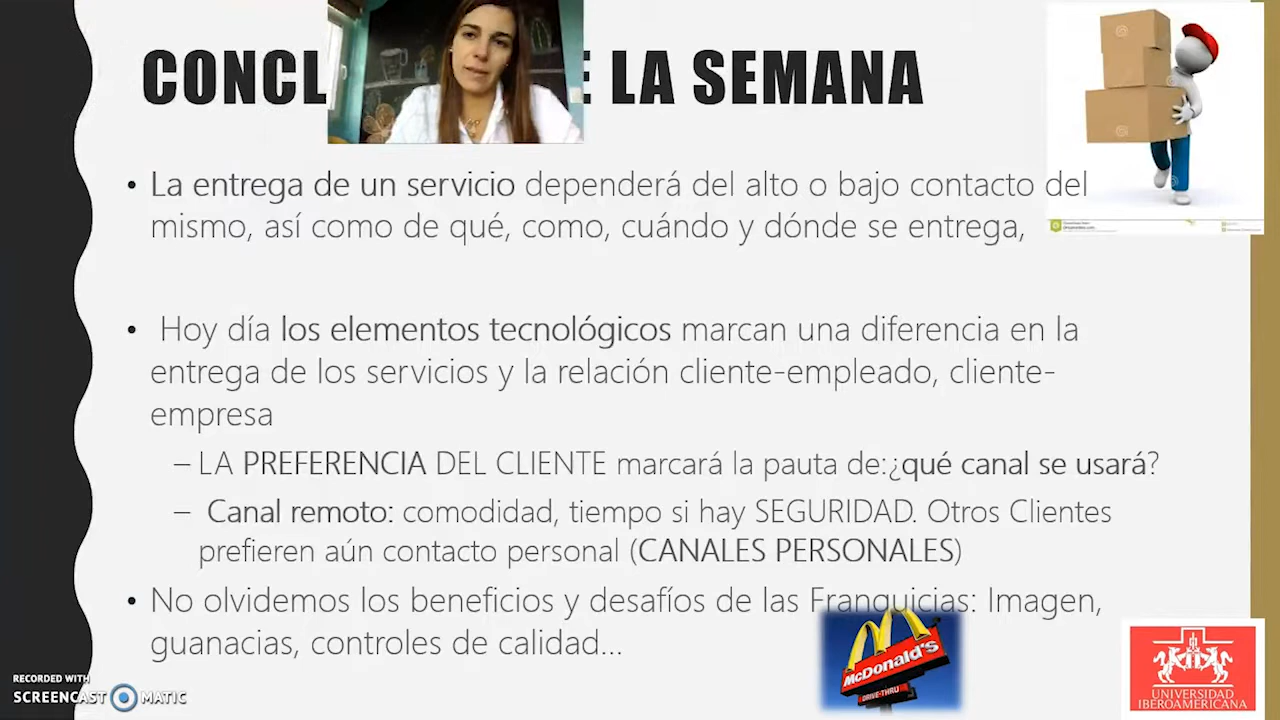 CONCL E LA SEMANA
• La entrega de un servicio dependerá del alto o bajo contacto del
mismo, así como de qué, como, cuándo y dónde se entrega,
• Hoy día los elementos tecnológicos marcan una diferencia en la
entrega de los servicios y la relación cliente-empleado, cliente-
empresa
– LA PREFERENCIA DEL CLIENTE marcará la pauta de:¿qué canal se usará?
– Canal remoto: comodidad, tiempo si hay SEGURIDAD. Otros Clientes
prefieren aún contacto personal (CANALES PERSONALES)
• No olvidemos los beneficios y desafíos de las Franquicias: Imagen,
guanacias, controles de calidad...
McDonald's
DRIVE-THRU
UNIVERSIDAD
IBEROAMERICANA
RECORDED WITH
SCREENCAST MATIC